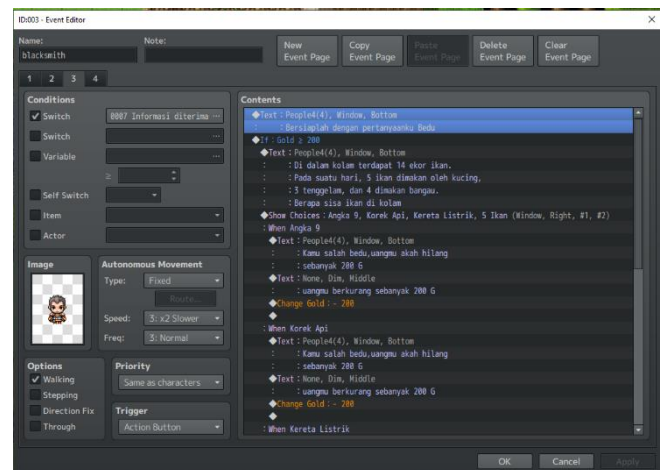 ID:003 - Event Editor
Name:
Note:
blacksmith
New Event Page
Copy Event Page
Paste Event Page
Delete Event Page
Clear Event Page
1 2 3 4
Conditions
Switch 0007 Informasi diterima ...
Switch ...
Variable ...
≥
Self Switch
Item
Actor
Image
Autonomous Movement
Type: Fixed
Route...
Speed: 3: x2 Slower
Freq: 3: Normal
Options
Walking
Stepping
Direction Fix
Through
Priority
Same as characters
Trigger
Action Button
Contents
◆Text : People4(4), Window, Bottom
: : Bersiaplah dengan pertanyaanku Bedu
◆If : Gold ≥ 200
◆Text : People4(4), Window, Bottom
: : Di dalam kolam terdapat 14 ekor ikan.
: : Pada suatu hari, 5 ikan dimakan oleh kucing,
: : 3 tenggelam, dan 4 dimakan bangau.
: : Berapa sisa ikan di kolam
◆Show Choices : Angka 9, Korek Api, Kereta Listrik, 5 Ikan (Window, Right, #1, #2)
: When Angka 9
◆Text : People4(4), Window, Bottom
: : Kamu salah bedu,uangmu akah hilang
: : sebanyak 200 G
◆Text : None, Dim, Middle
: : uangmu berkurang sebanyak 200 G
◆Change Gold : - 200
◆
: When Korek Api
◆Text : People4(4), Window, Bottom
: : Kamu salah bedu,uangmu akah hilang
: : sebanyak 200 G
◆Text : None, Dim, Middle
: : uangmu berkurang sebanyak 200 G
◆Change Gold : - 200
◆
: When Kereta Listrik
OK
Cancel
Apply